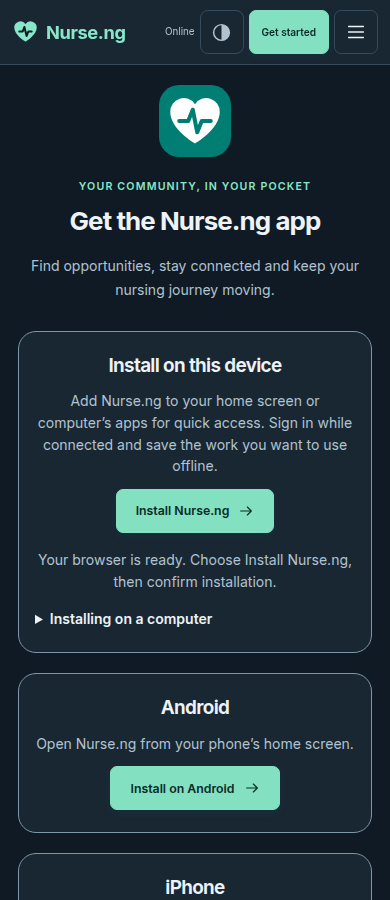 Nurse.ng
Online
Get started
YOUR COMMUNITY, IN YOUR POCKET
Get the Nurse.ng app
Find opportunities, stay connected and keep your
nursing journey moving.
Install on this device
Add Nurse.ng to your home screen or
computer’s apps for quick access. Sign in while
connected and save the work you want to use
offline.
Install Nurse.ng
Your browser is ready. Choose Install Nurse.ng,
then confirm installation.
Installing on a computer
Android
Open Nurse.ng from your phone’s home screen.
Install on Android
iPhone